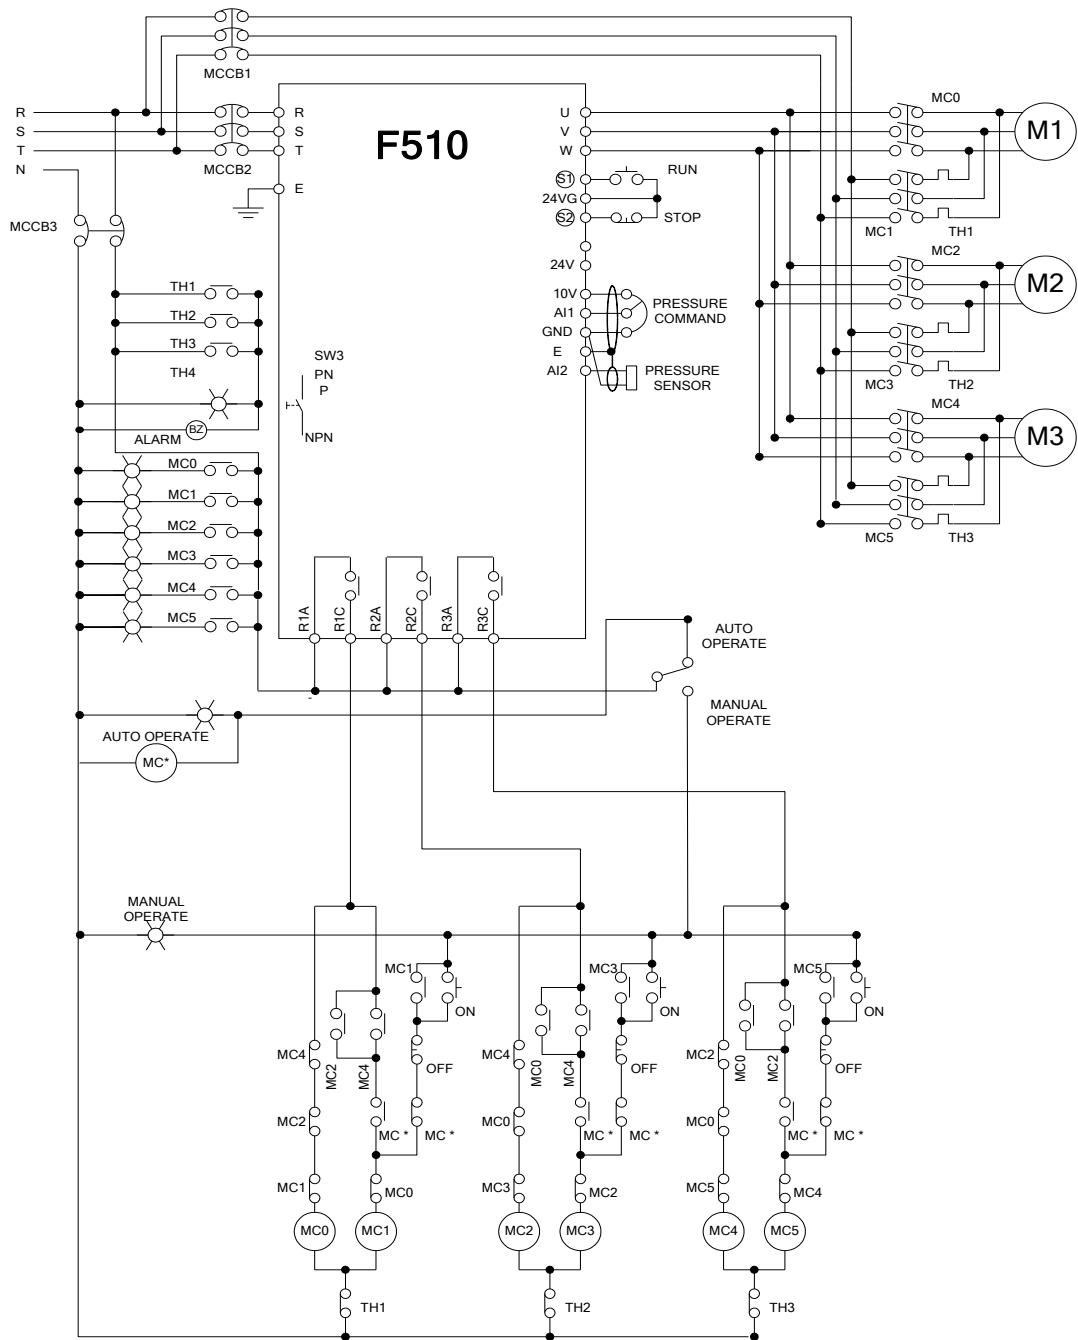 MCCB1
R
S
T
N
MCCB2
MCCB3
R
S
T
E
F510
U
V
W
S1
RUN
24VG
S2
STOP
24V
10V
AI1
GND
E
AI2
PRESSURE
COMMAND
PRESSURE
SENSOR
MC0
M1
MC1
TH1
MC2
M2
MC3
TH2
MC4
M3
MC5
TH3
TH1
TH2
TH3
TH4
SW3
PN
P
NPN
ALARM
BZ
MC0
MC1
MC2
MC3
MC4
MC5
R1A
R1C
R2A
R2C
R3A
R3C
AUTO
OPERATE
MANUAL
OPERATE
AUTO OPERATE
MC*
MANUAL
OPERATE
MC1
ON
MC4
MC2
MC4
OFF
MC2
MC *
MC *
MC1
MC0
MC0
MC1
TH1
MC3
ON
MC4
MC0
MC4
OFF
MC0
MC *
MC *
MC3
MC2
MC2
MC3
TH2
MC5
ON
MC2
MC0
MC2
OFF
MC0
MC *
MC *
MC5
MC4
MC4
MC5
TH3